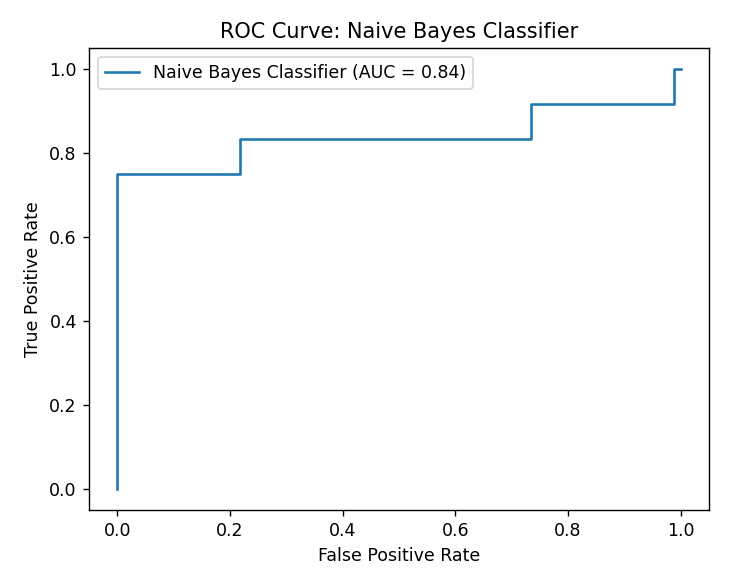 ROC Curve: Naive Bayes Classifier
Naive Bayes Classifier (AUC = 0.84)
1.0
0.8
0.6
0.4
0.2
0.0
True Positive Rate
0.0 0.2 0.4 0.6 0.8 1.0
False Positive Rate